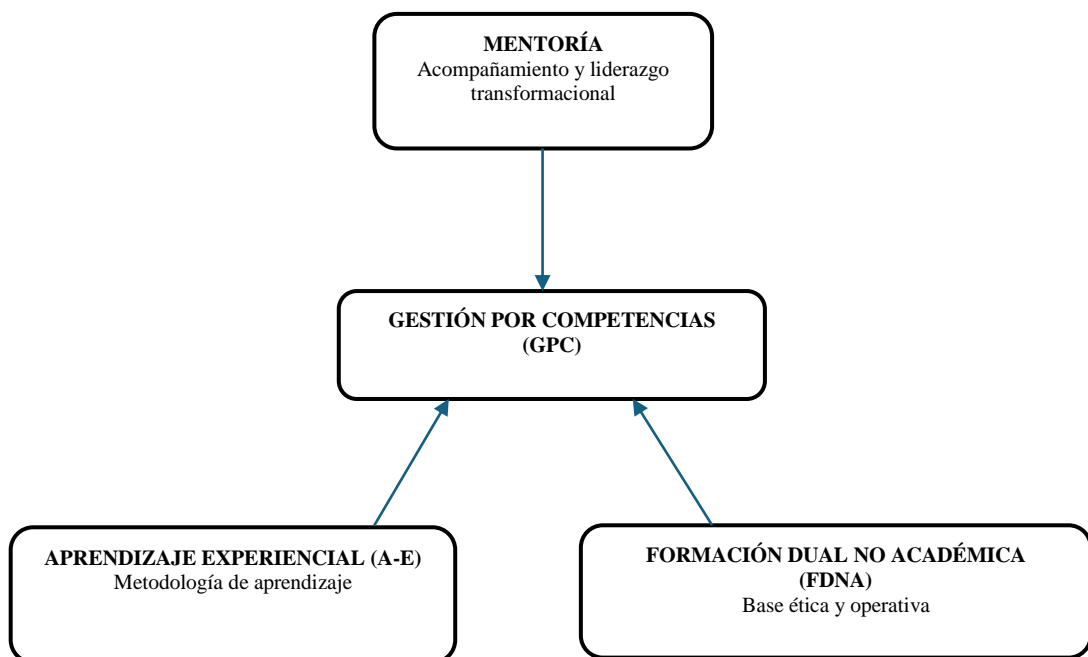 MENTORÍA
Acompañamiento y liderazgo
transformacional
GESTIÓN POR COMPETENCIAS
(GPC)
APRENDIZAJE EXPERIENCIAL (A-E)
Metodología de aprendizaje
FORMACIÓN DUAL NO ACADÉMICA
(FDNA)
Base ética y operativa